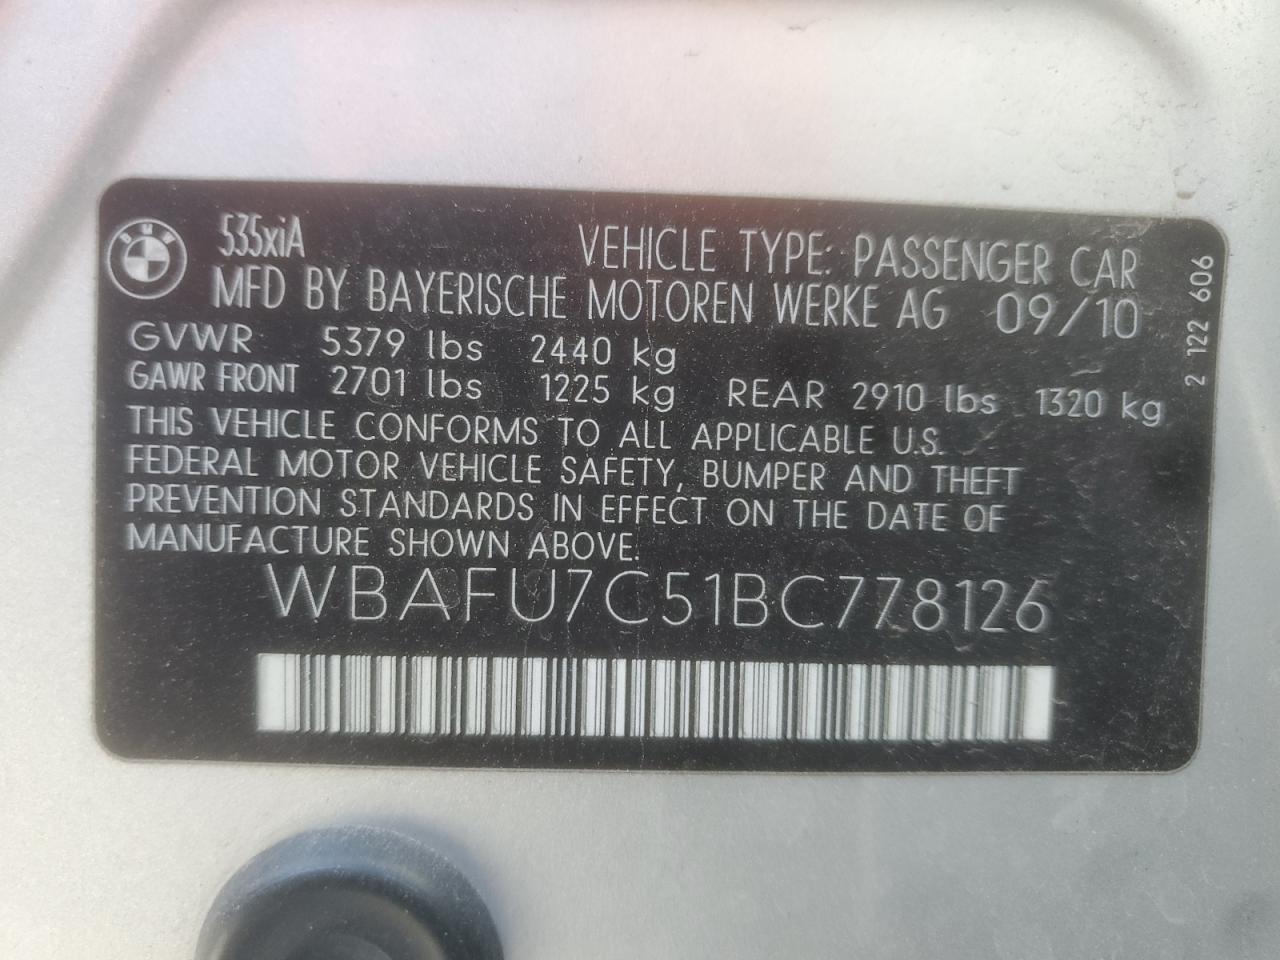 BMW
535xiA
VEHICLE TYPE: PASSENGER CAR
MFD BY BAYERISCHE MOTOREN WERKE AG 09/10
GVWR 5379 lbs 2440 kg
GAWR FRONT 2701 lbs 1225 kg REAR 2910 lbs 1320 kg
THIS VEHICLE CONFORMS TO ALL APPLICABLE U.S.
FEDERAL MOTOR VEHICLE SAFETY, BUMPER AND THEFT
PREVENTION STANDARDS IN EFFECT ON THE DATE OF
MANUFACTURE SHOWN ABOVE.
WBAFU7C51BC778126
2 122 606